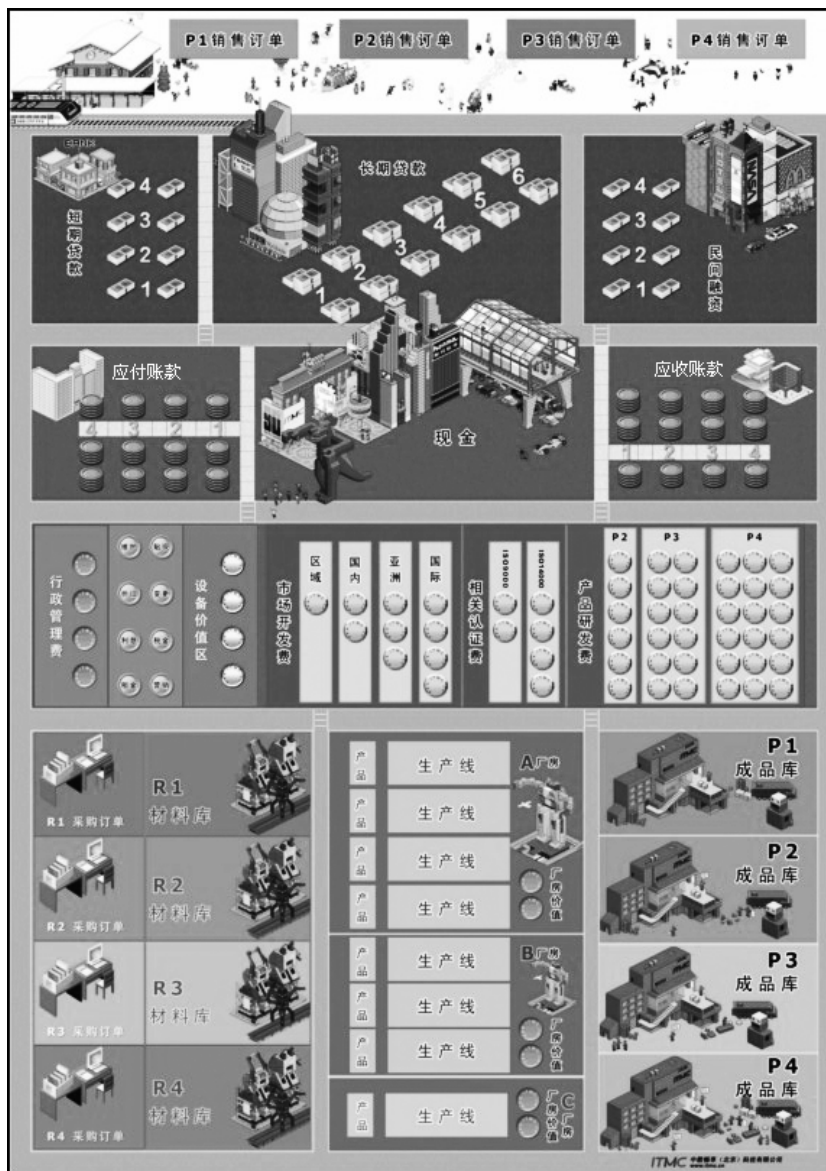 P1销售订单
P2销售订单
P3销售订单
P4销售订单
BANK
短期贷款
4
3
2
1
长期贷款
6
5
4
3
2
1
民间融资
4
3
2
1
应付账款
4 3 2 1
现金
应收账款
1 2 3 4
行政管理费
设备价值区
市场开发费
区域
国内
亚洲
国际
相关认证费
ISO9000
ISO14000
产品研发费
P2
P3
P4
R1 采购订单
R1
材料库
R2 采购订单
R2
材料库
R3 采购订单
R3
材料库
R4 采购订单
R4
材料库
产品 生产线
产品 生产线
产品 生产线
产品 生产线
A厂房
厂房价值
产品 生产线
产品 生产线
产品 生产线
B厂房
厂房价值
产品 生产线
C厂房
厂房价值
P1
成品库
P2
成品库
P3
成品库
P4
成品库
ITMC
www.itmc.cn